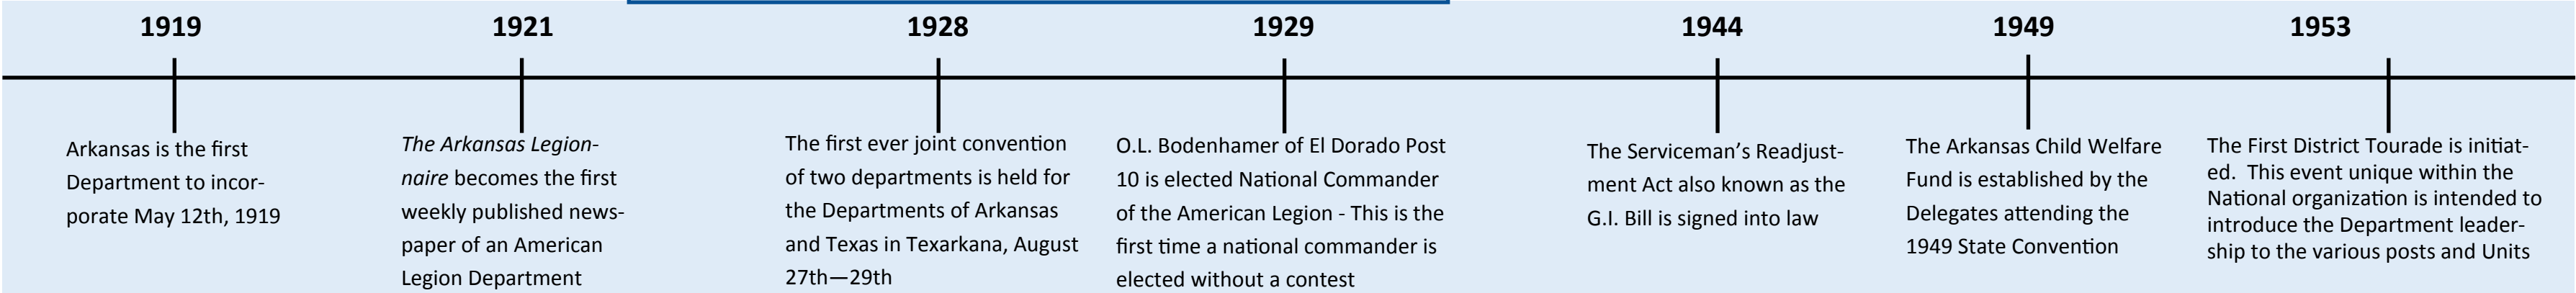 1919
Arkansas is the first
Department to incor-
porate May 12th, 1919
1921
The Arkansas Legion-
naire becomes the first
weekly published news-
paper of an American
Legion Department
1928
The first ever joint convention
of two departments is held for
the Departments of Arkansas
and Texas in Texarkana, August
27th—29th
1929
O.L. Bodenhamer of El Dorado Post
10 is elected National Commander
of the American Legion - This is the
first time a national commander is
elected without a contest
1944
The Serviceman’s Readjust-
ment Act also known as the
G.I. Bill is signed into law
1949
The Arkansas Child Welfare
Fund is established by the
Delegates attending the
1949 State Convention
1953
The First District Tourade is initiat-
ed.  This event unique within the
National organization is intended to
introduce the Department leader-
ship to the various posts and Units